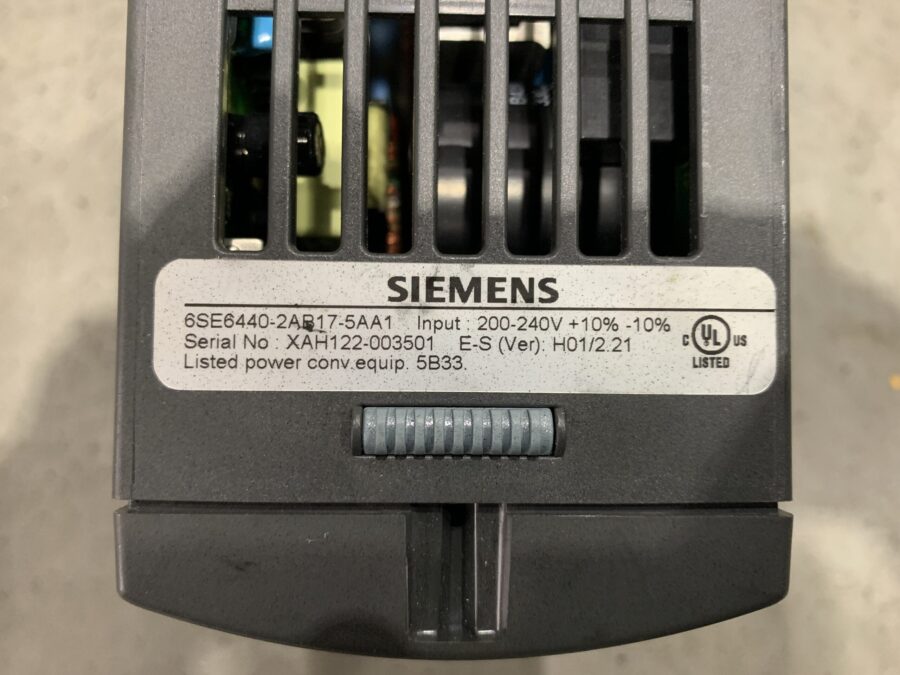 SIEMENS
6SE6440-2AB17-5AA1 Input : 200-240V +10% -10%
Serial No : XAH122-003501 E-S (Ver): H01/2.21
Listed power conv.equip. 5B33.
C UL US
LISTED